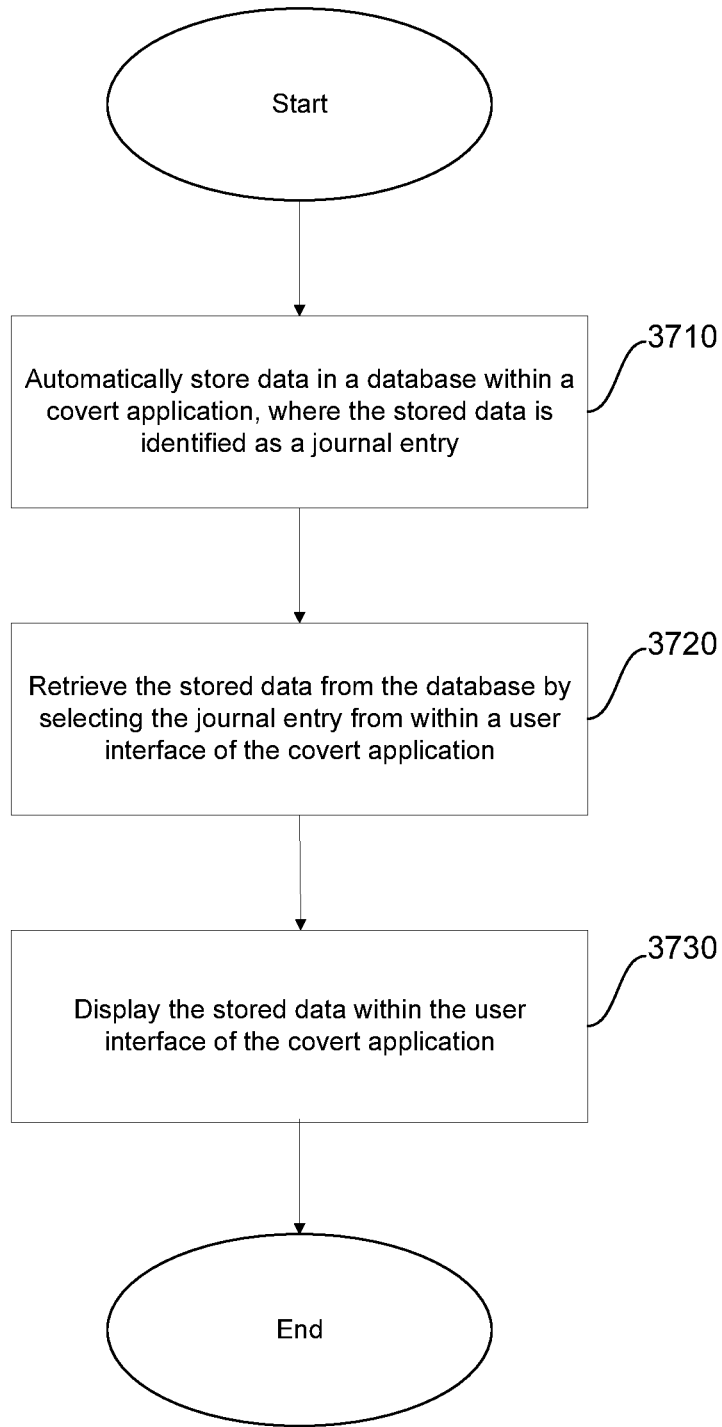 Start
3710
Automatically store data in a database within a
covert application, where the stored data is
identified as a journal entry
3720
Retrieve the stored data from the database by
selecting the journal entry from within a user
interface of the covert application
3730
Display the stored data within the user
interface of the covert application
End